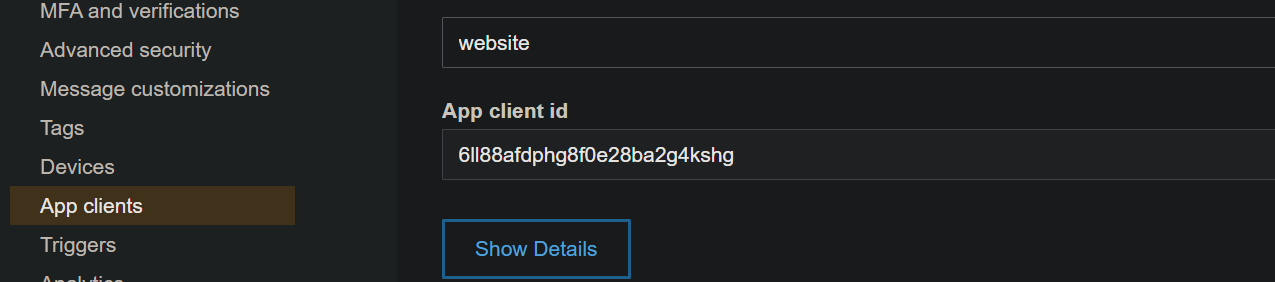 MFA and verifications
Advanced security
Message customizations
Tags
Devices
App clients
Triggers
Analytics
website
App client id
6ll88afdphg8f0e28ba2g4kshg
Show Details